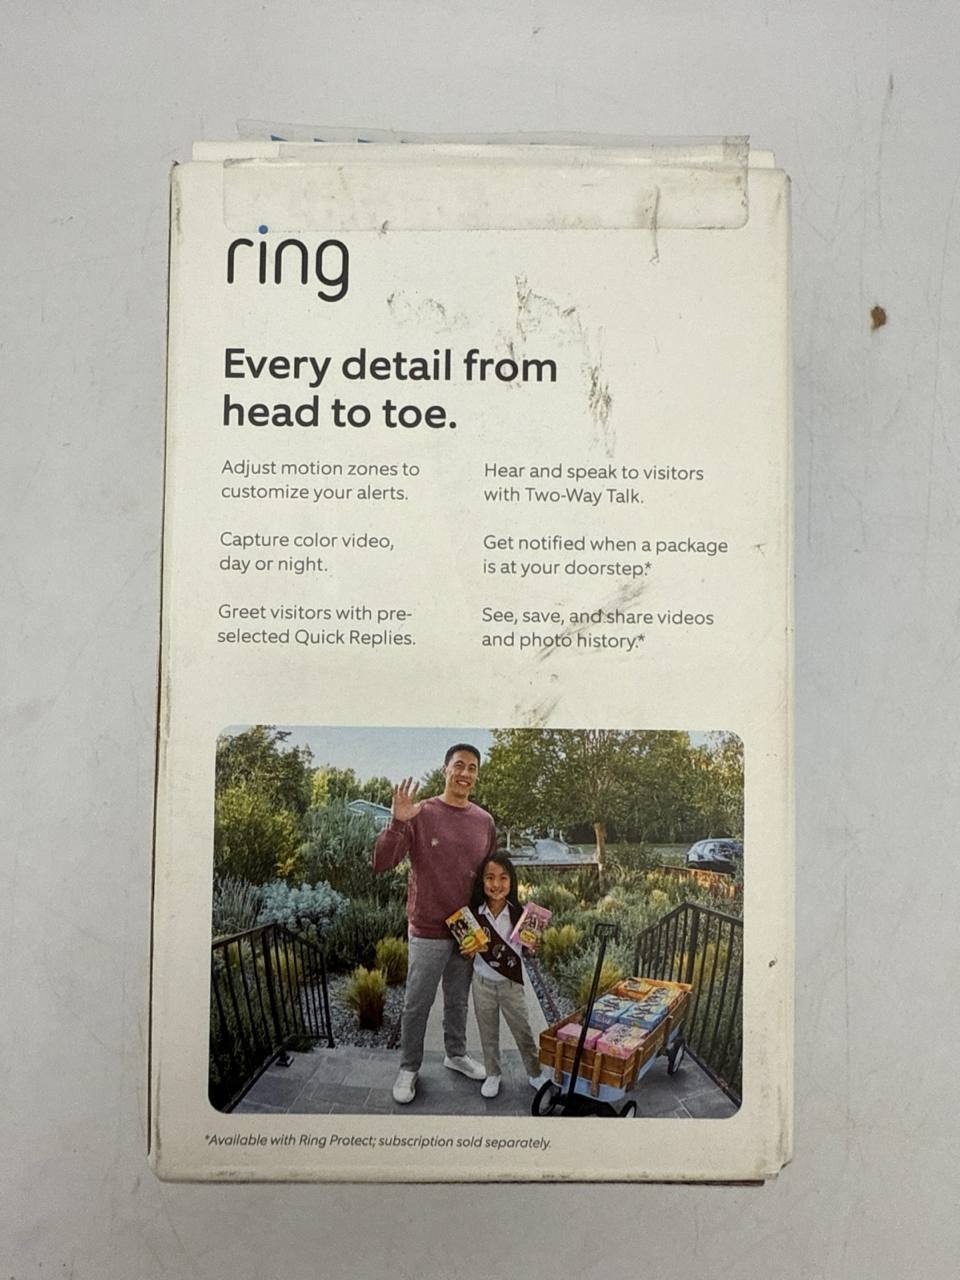 ring
Every detail from
head to toe.
Adjust motion zones to
customize your alerts.
Capture color video,
day or night.
Greet visitors with pre-
selected Quick Replies.
Hear and speak to visitors
with Two-Way Talk.
Get notified when a package
is at your doorstep.*
See, save, and share videos
and photo history.*
*Available with Ring Protect; subscription sold separately.